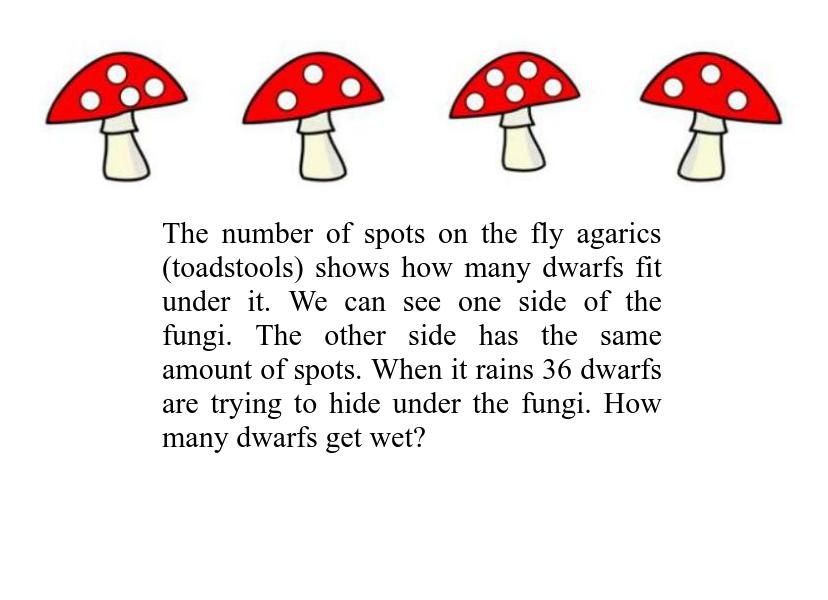 The number of spots on the fly agarics
(toadstools) shows how many dwarfs fit
under it. We can see one side of the
fungi. The other side has the same
amount of spots. When it rains 36 dwarfs
are trying to hide under the fungi. How
many dwarfs get wet?